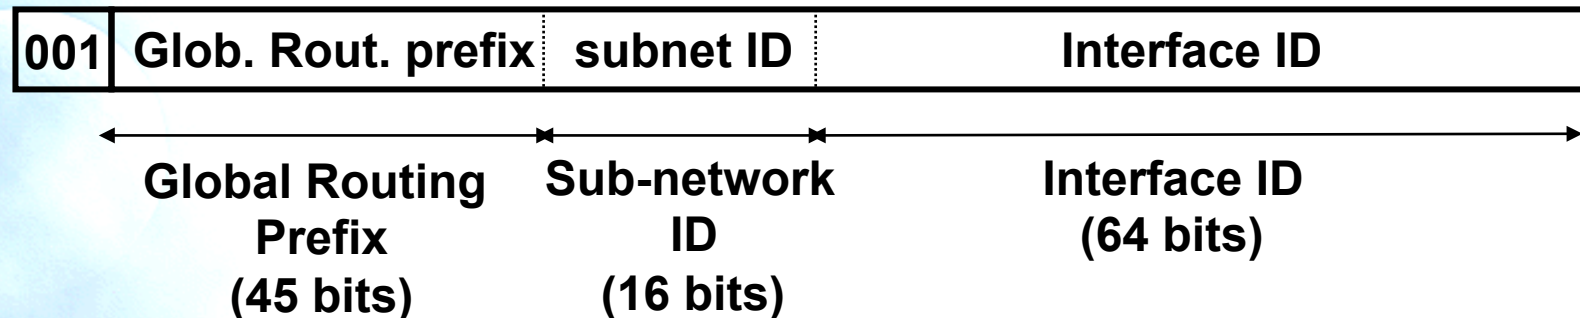 001 Glob. Rout. prefix subnet ID Interface ID
Global Routing
Prefix
(45 bits)
Sub-network
ID
(16 bits)
Interface ID
(64 bits)